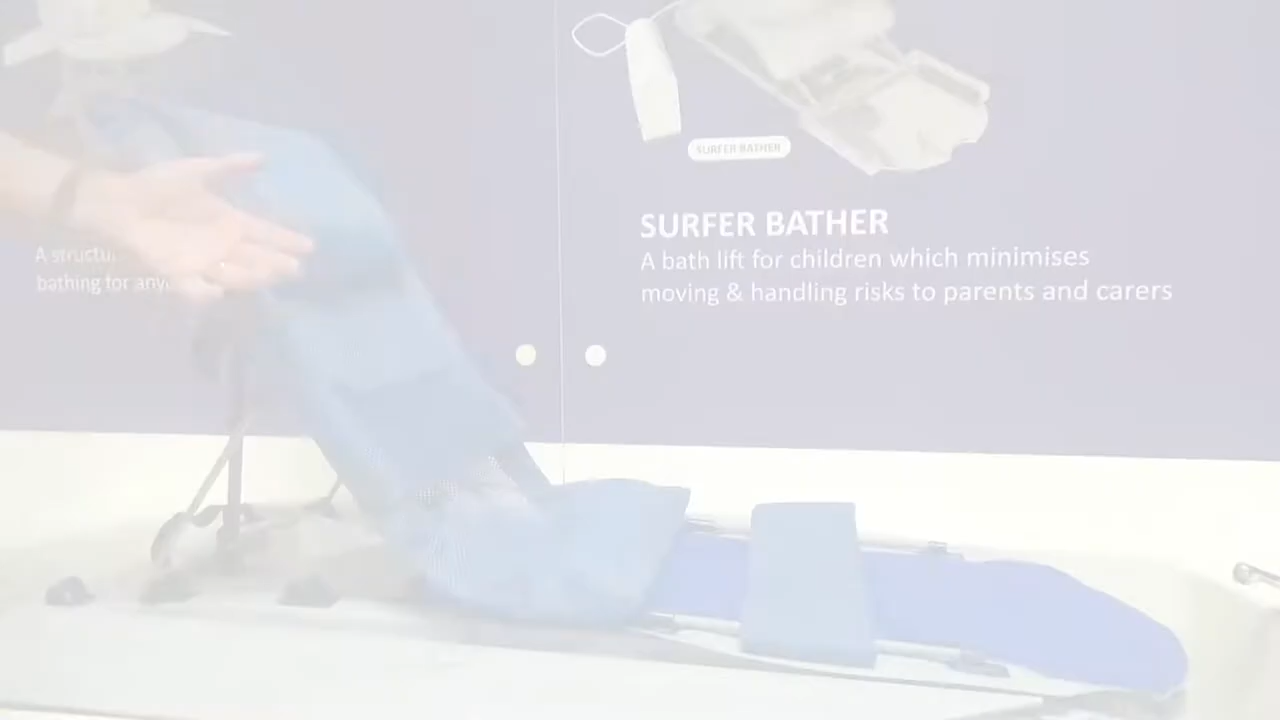 A structu
bathing for any
SURFER BATHER
SURFER BATHER
A bath lift for children which minimises
moving & handling risks to parents and carers